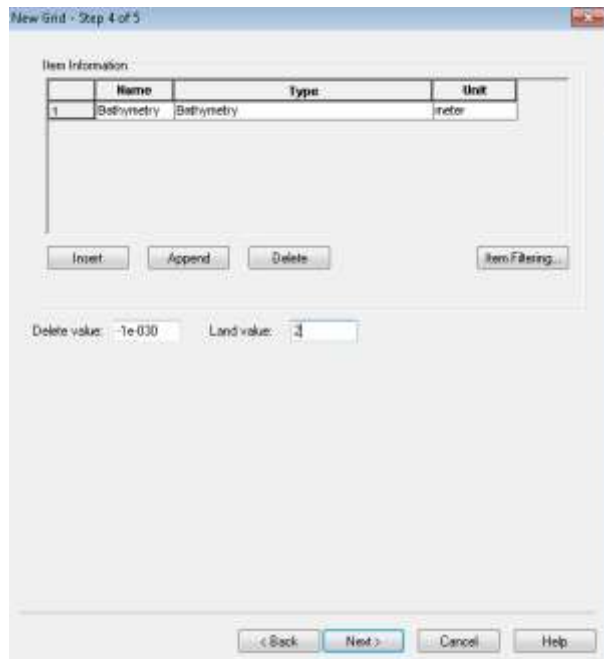 New Grid - Step 4 of 5
Item Information
Name Type Unit
1 Bathymetry Bathymetry meter
Insert Append Delete Item Filtering...
Delete value: -1e-030 Land value: 2
< Back Next > Cancel Help